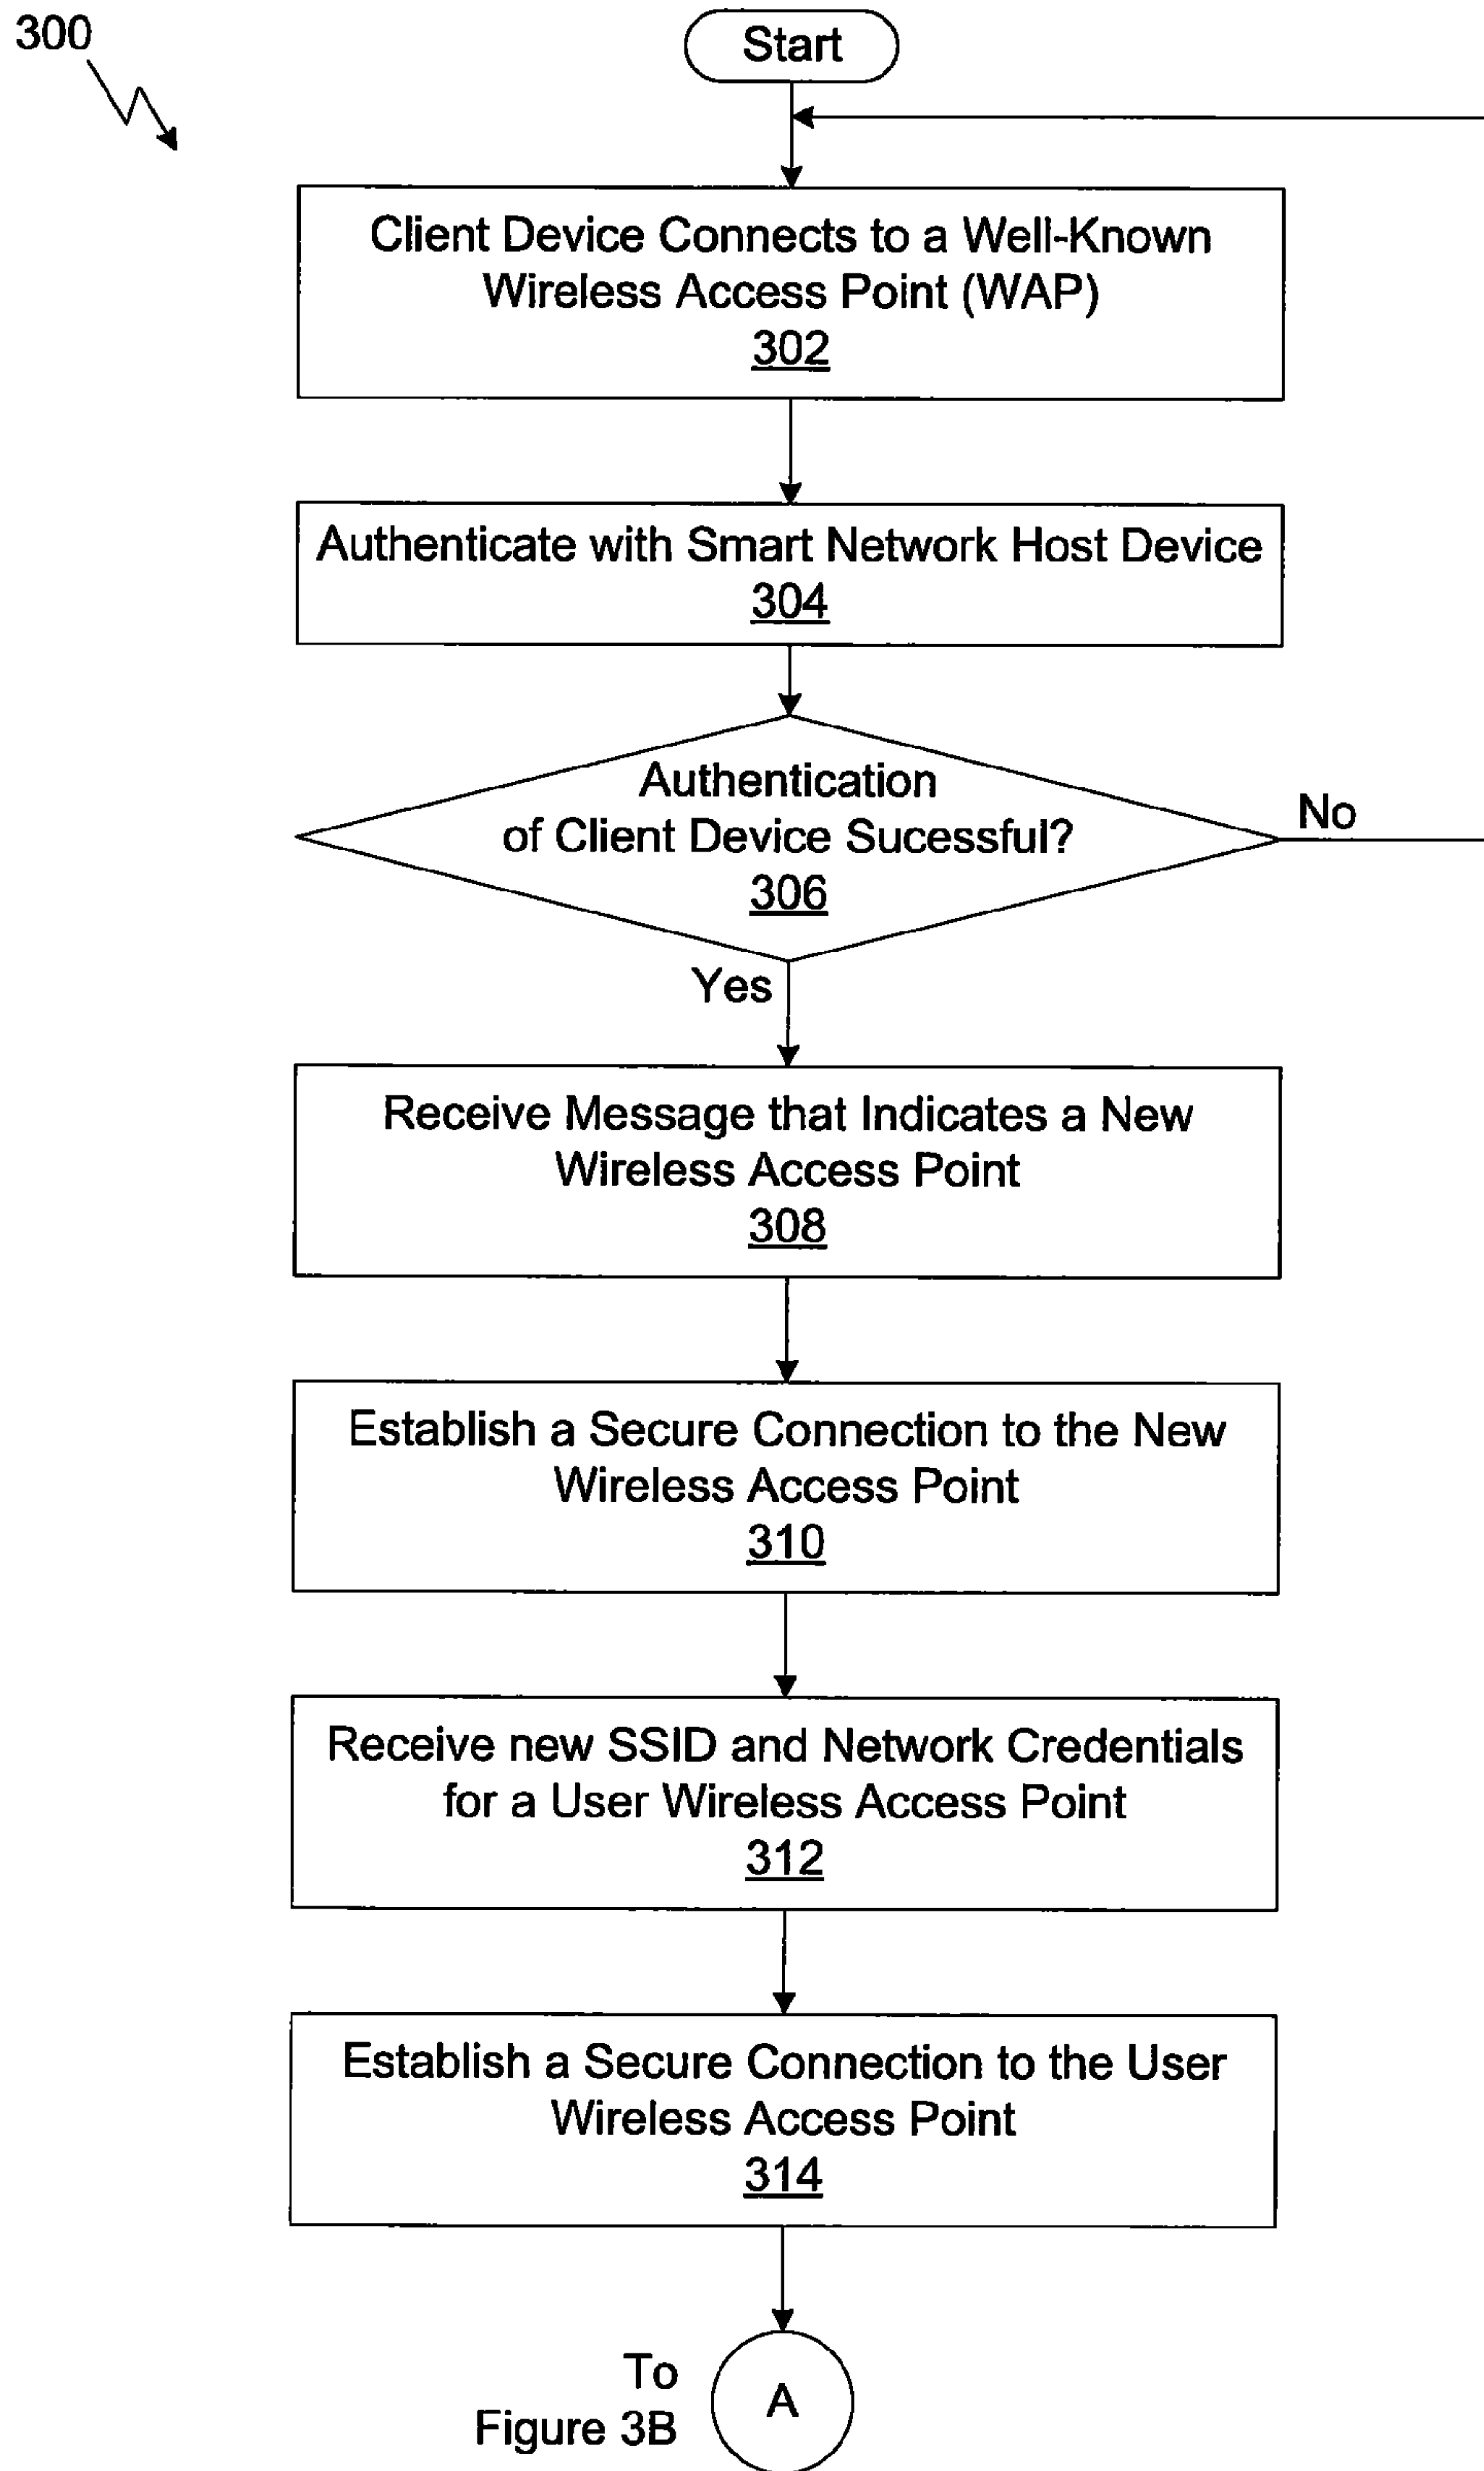 300
Start
Client Device Connects to a Well-Known
Wireless Access Point (WAP)
302
Authenticate with Smart Network Host Device
304
Authentication
of Client Device Sucessful?
306
No
Yes
Receive Message that Indicates a New
Wireless Access Point
308
Establish a Secure Connection to the New
Wireless Access Point
310
Receive new SSID and Network Credentials
for a User Wireless Access Point
312
Establish a Secure Connection to the User
Wireless Access Point
314
To
Figure 3B
A